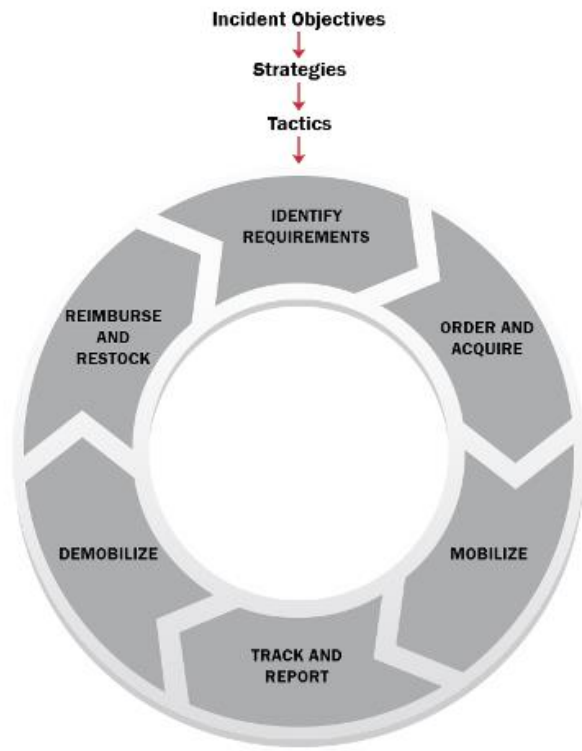 Incident Objectives
Strategies
Tactics
IDENTIFY
REQUIREMENTS
ORDER AND
ACQUIRE
MOBILIZE
TRACK AND
REPORT
DEMOBILIZE
REIMBURSE
AND
RESTOCK